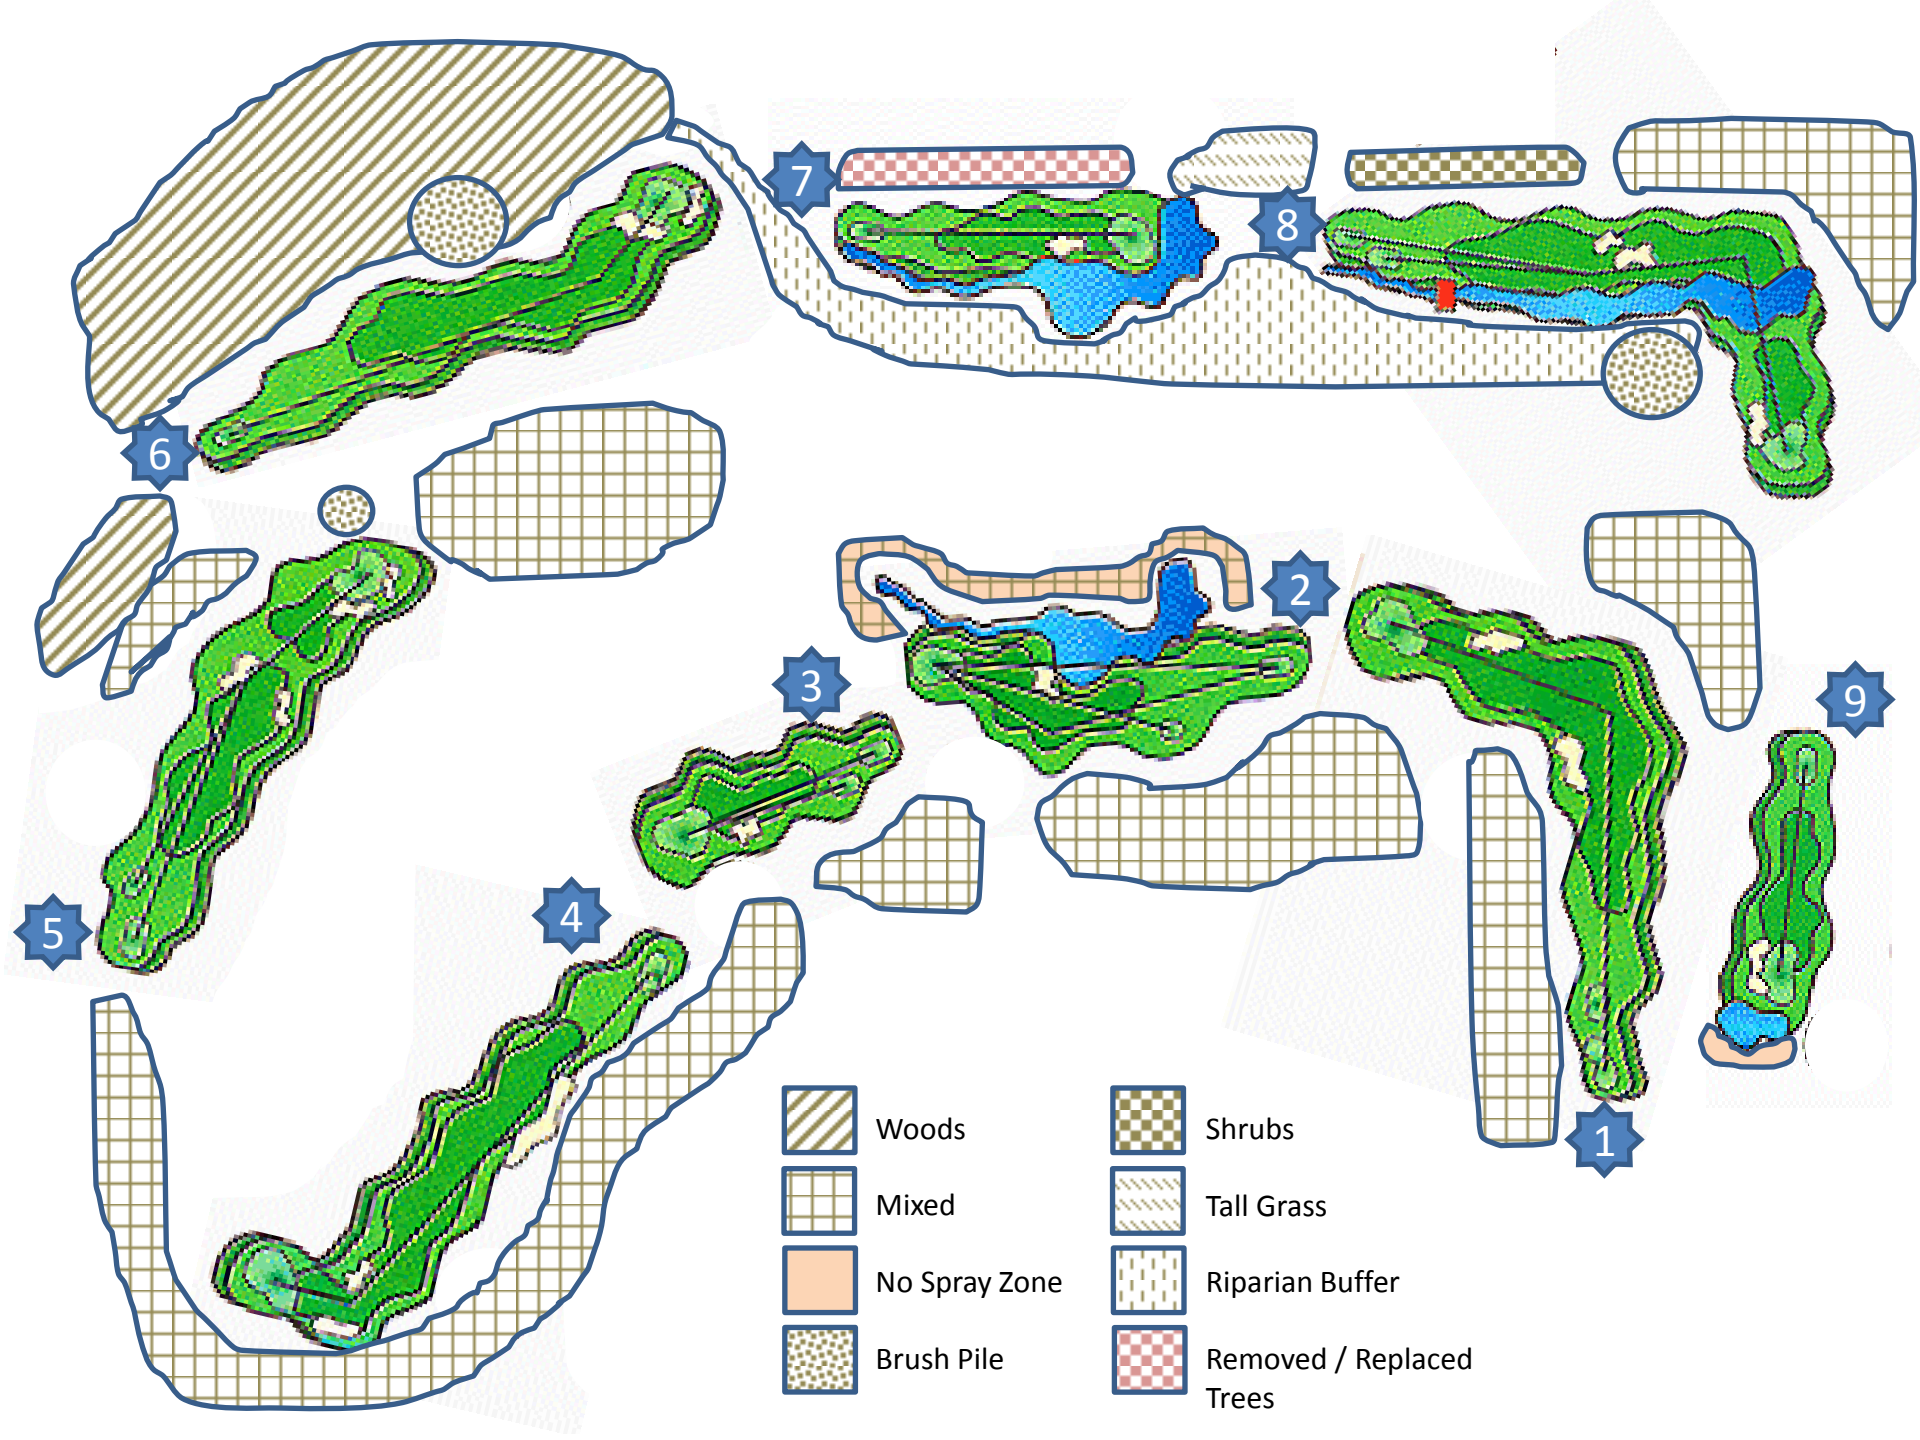 7
8
6
2
3
9
4
5
1
Woods
Shrubs
Mixed
Tall Grass
No Spray Zone
Riparian Buffer
Brush Pile
Removed / Replaced
Trees